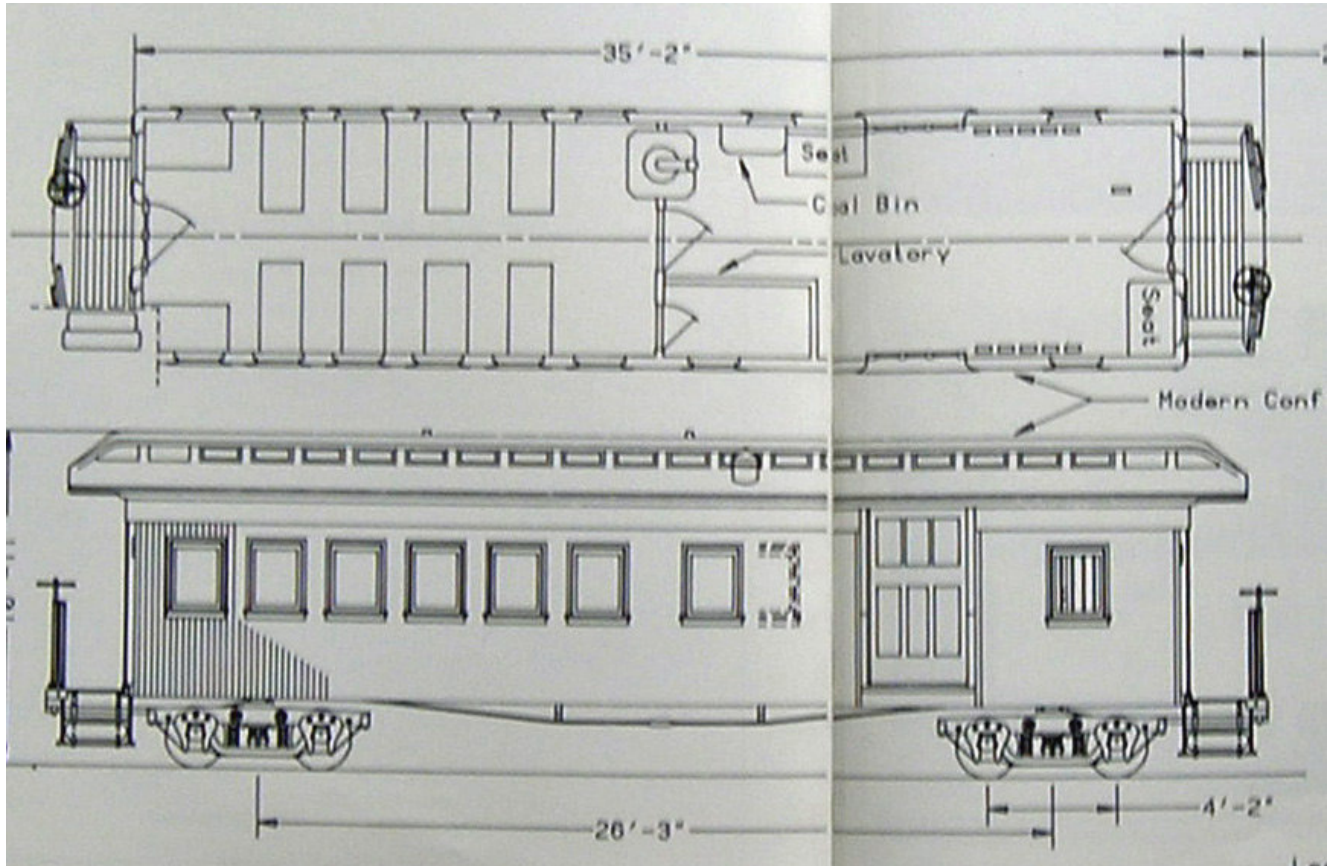 35'-2"
Seat
Coal Bin
Lavatory
Seat
Modern Conf
26'-3"
4'-2"